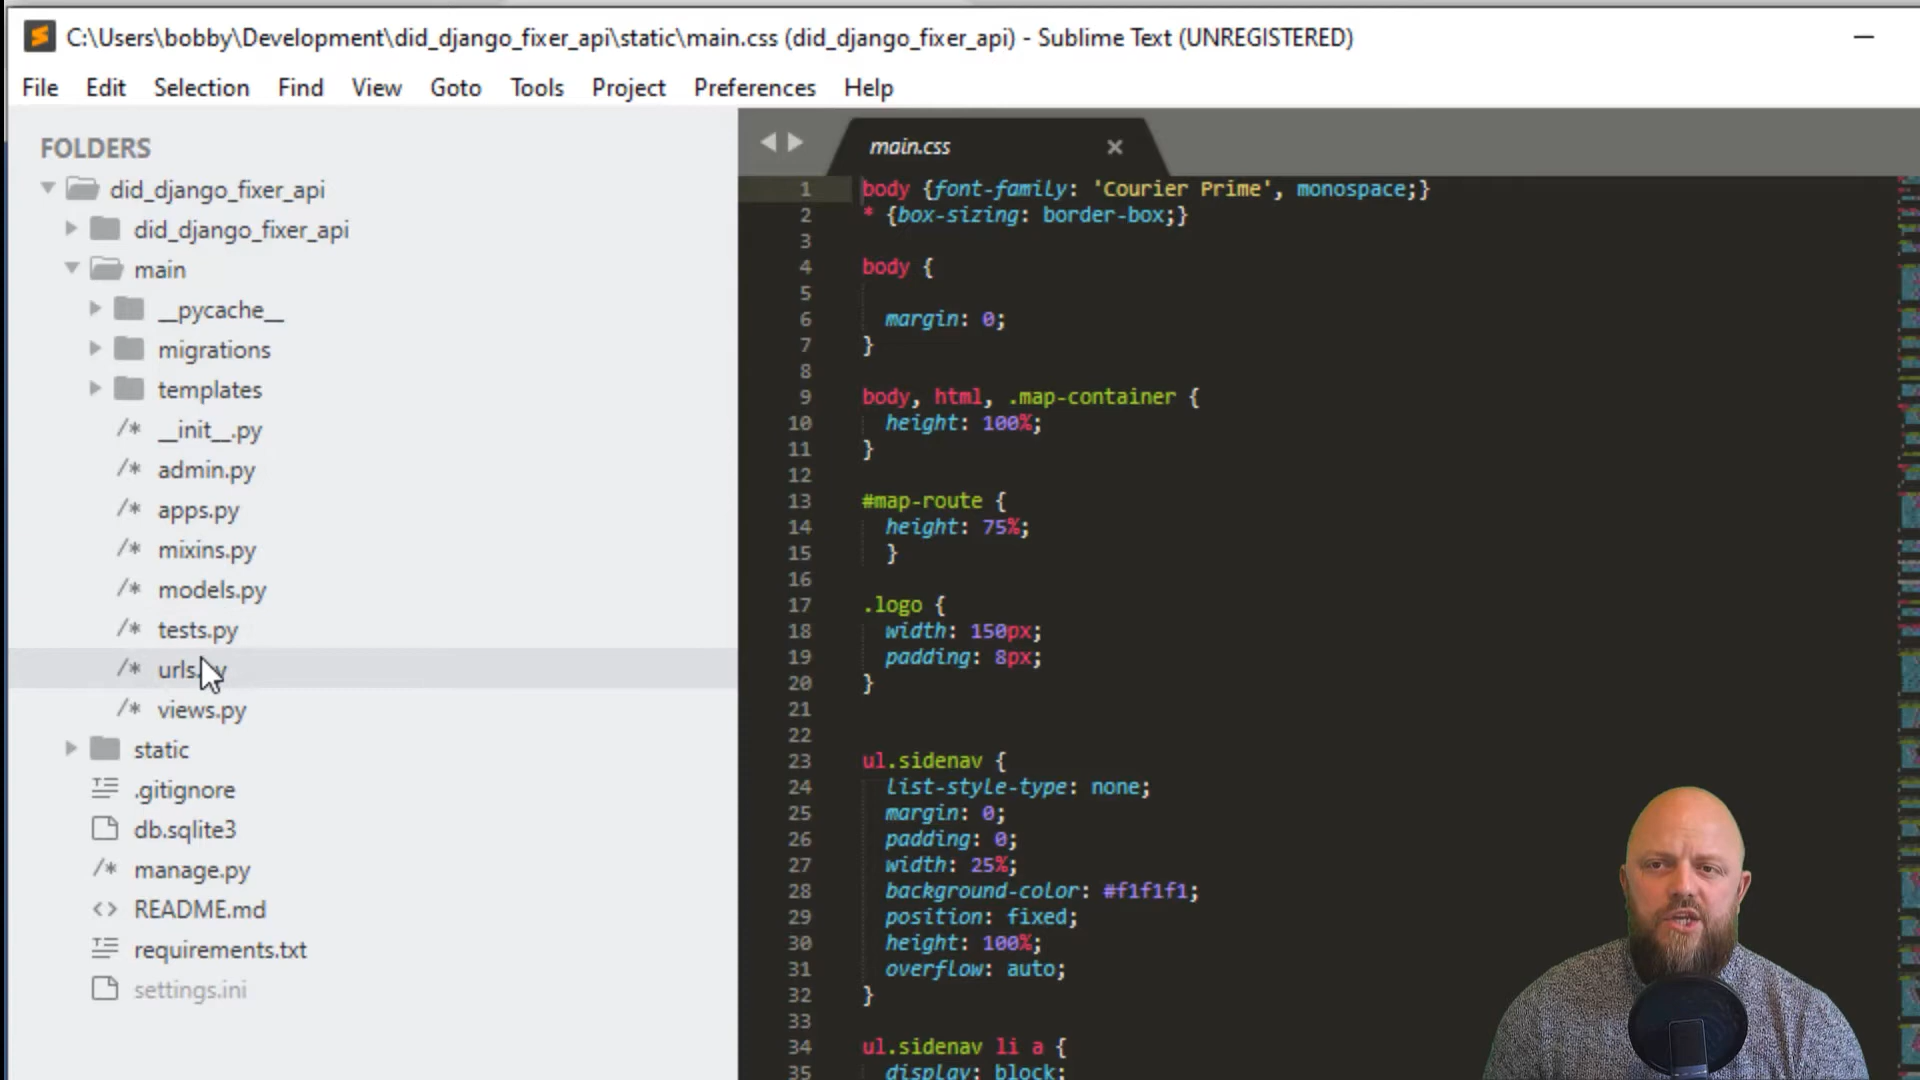 C:\Users\bobby\Development\did_django_fixer_api\static\main.css (did_django_fixer_api) - Sublime Text (UNREGISTERED)
File Edit Selection Find View Goto Tools Project Preferences Help
FOLDERS
did_django_fixer_api
did_django_fixer_api
main
__pycache__
migrations
templates
/* __init__.py
/* admin.py
/* apps.py
/* mixins.py
/* models.py
/* tests.py
/* urls.py
/* views.py
static
.gitignore
db.sqlite3
/* manage.py
<> README.md
requirements.txt
settings.ini
main.css
1 body {font-family: 'Courier Prime', monospace;}
2 * {box-sizing: border-box;}
3
4 body {
5
6 margin: 0;
7 }
8
9 body, html, .map-container {
10 height: 100%;
11 }
12
13 #map-route {
14 height: 75%;
15 }
16
17 .logo {
18 width: 150px;
19 padding: 8px;
20 }
21
22
23 ul.sidenav {
24 list-style-type: none;
25 margin: 0;
26 padding: 0;
27 width: 25%;
28 background-color: #f1f1f1;
29 position: fixed;
30 height: 100%;
31 overflow: auto;
32 }
33
34 ul.sidenav li a {
35 display: block;